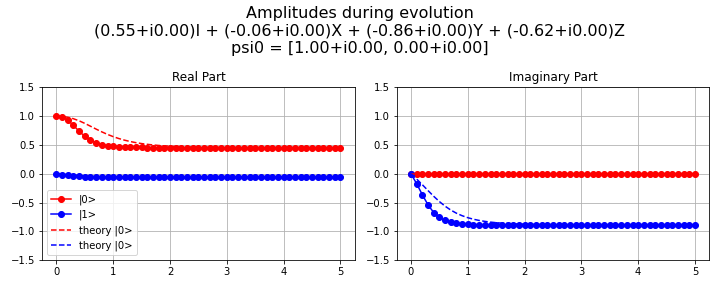 Amplitudes during evolution
(0.55+i0.00)I + (-0.06+i0.00)X + (-0.86+i0.00)Y + (-0.62+i0.00)Z
psi0 = [1.00+i0.00, 0.00+i0.00]
Real Part
1.5
1.0
0.5
0.0
−0.5
−1.0
−1.5
0 1 2 3 4 5
|0>
|1>
theory |0>
theory |0>
Imaginary Part
1.5
1.0
0.5
0.0
−0.5
−1.0
−1.5
0 1 2 3 4 5